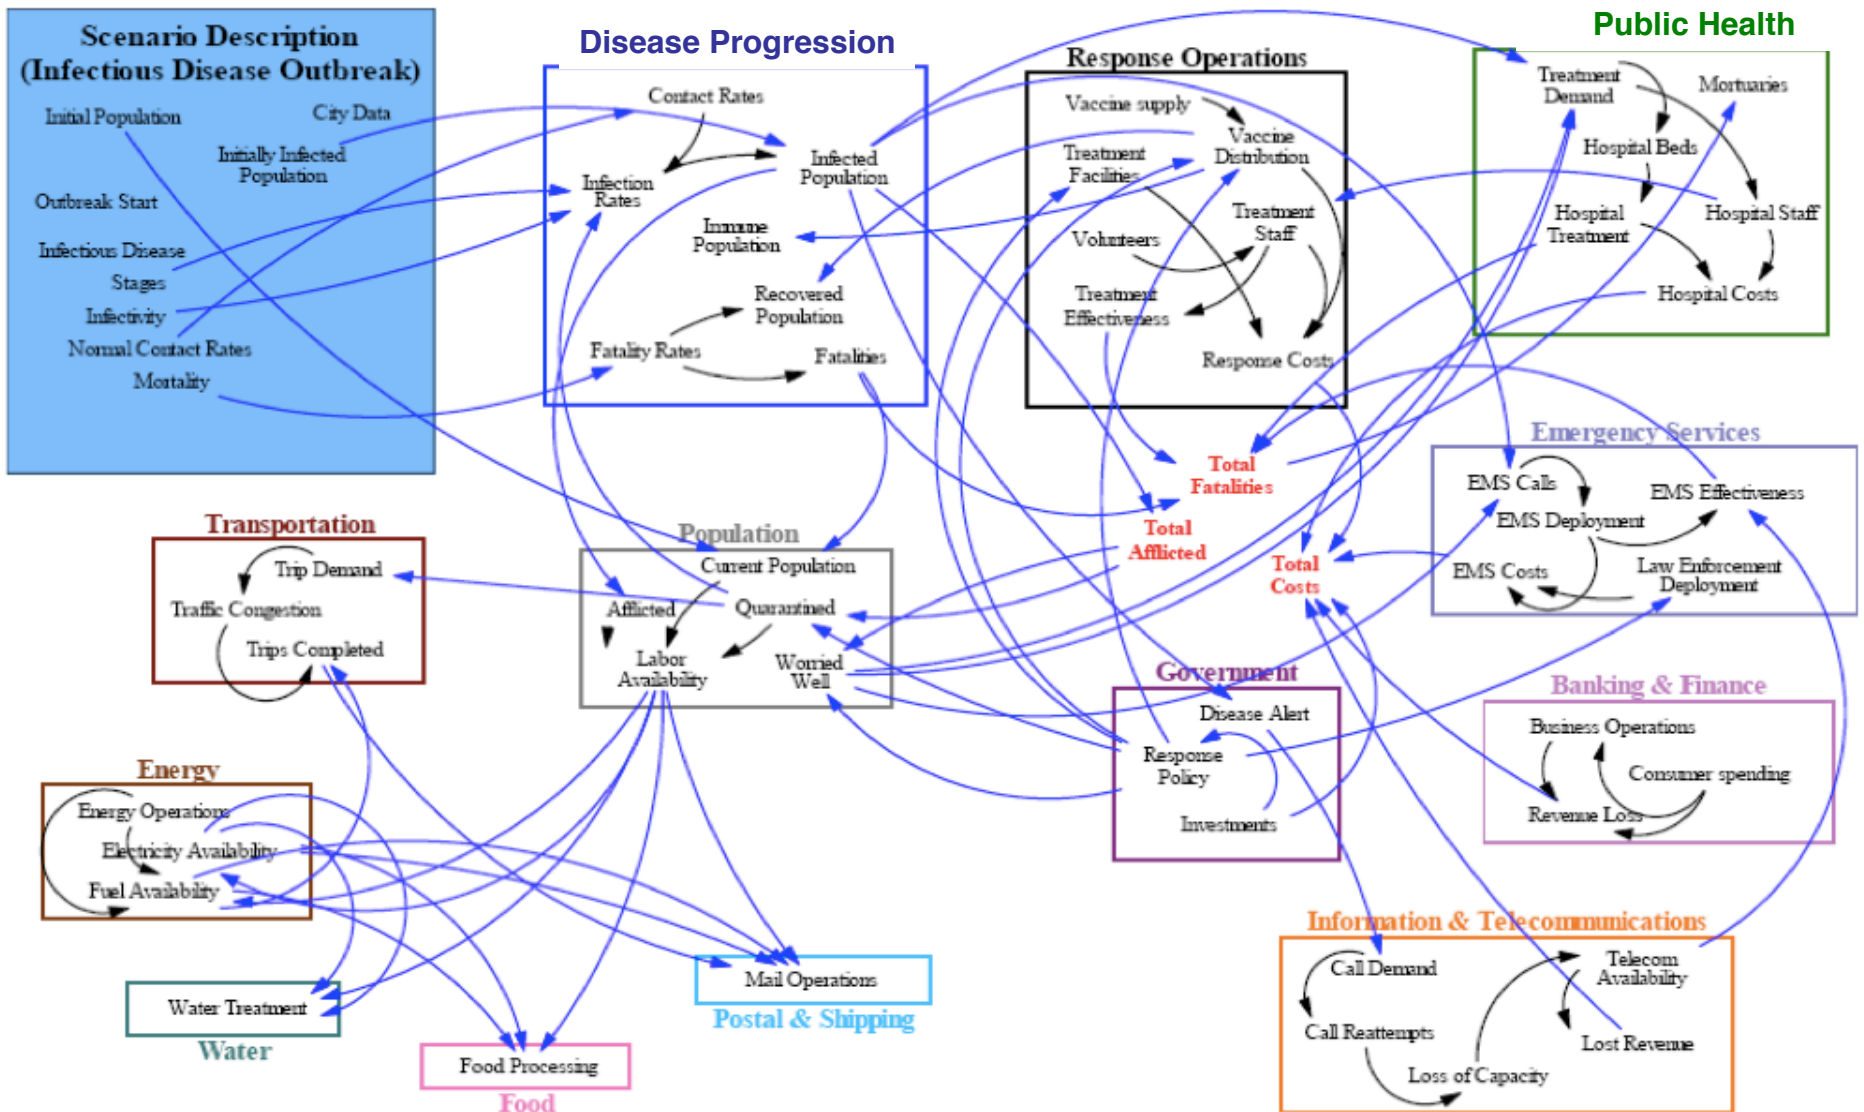 Scenario Description
(Infectious Disease Outbreak)
Initial Population
City Data
Initially Infected
Population
Outbreak Start
Infectious Disease
Stages
Infectivity
Normal Contact Rates
Mortality
Disease Progression
Contact Rates
Infection
Rates
Infected
Population
Immune
Population
Recovered
Population
Fatality Rates
Fatalities
Response Operations
Vaccine supply
Vaccine
Distribution
Treatment
Facilities
Treatment
Staff
Volunteers
Treatment
Effectiveness
Response Costs
Public Health
Treatment
Demand
Mortuaries
Hospital Beds
Hospital
Treatment
Hospital Staff
Hospital Costs
Total
Fatalities
Total
Afflicted
Total
Costs
Emergency Services
EMS Calls
EMS Effectiveness
EMS Deployment
EMS Costs
Law Enforcement
Deployment
Transportation
Trip Demand
Traffic Congestion
Trips Completed
Population
Current Population
Afflicted
Quarantined
Labor
Availability
Worried
Well
Government
Disease Alert
Response
Policy
Investments
Banking & Finance
Business Operations
Consumer spending
Revenue Loss
Energy
Energy Operations
Electricity Availability
Fuel Availability
Information & Telecommunications
Call Demand
Telecom
Availability
Call Reattempts
Lost Revenue
Loss of Capacity
Mail Operations
Postal & Shipping
Water Treatment
Water
Food Processing
Food